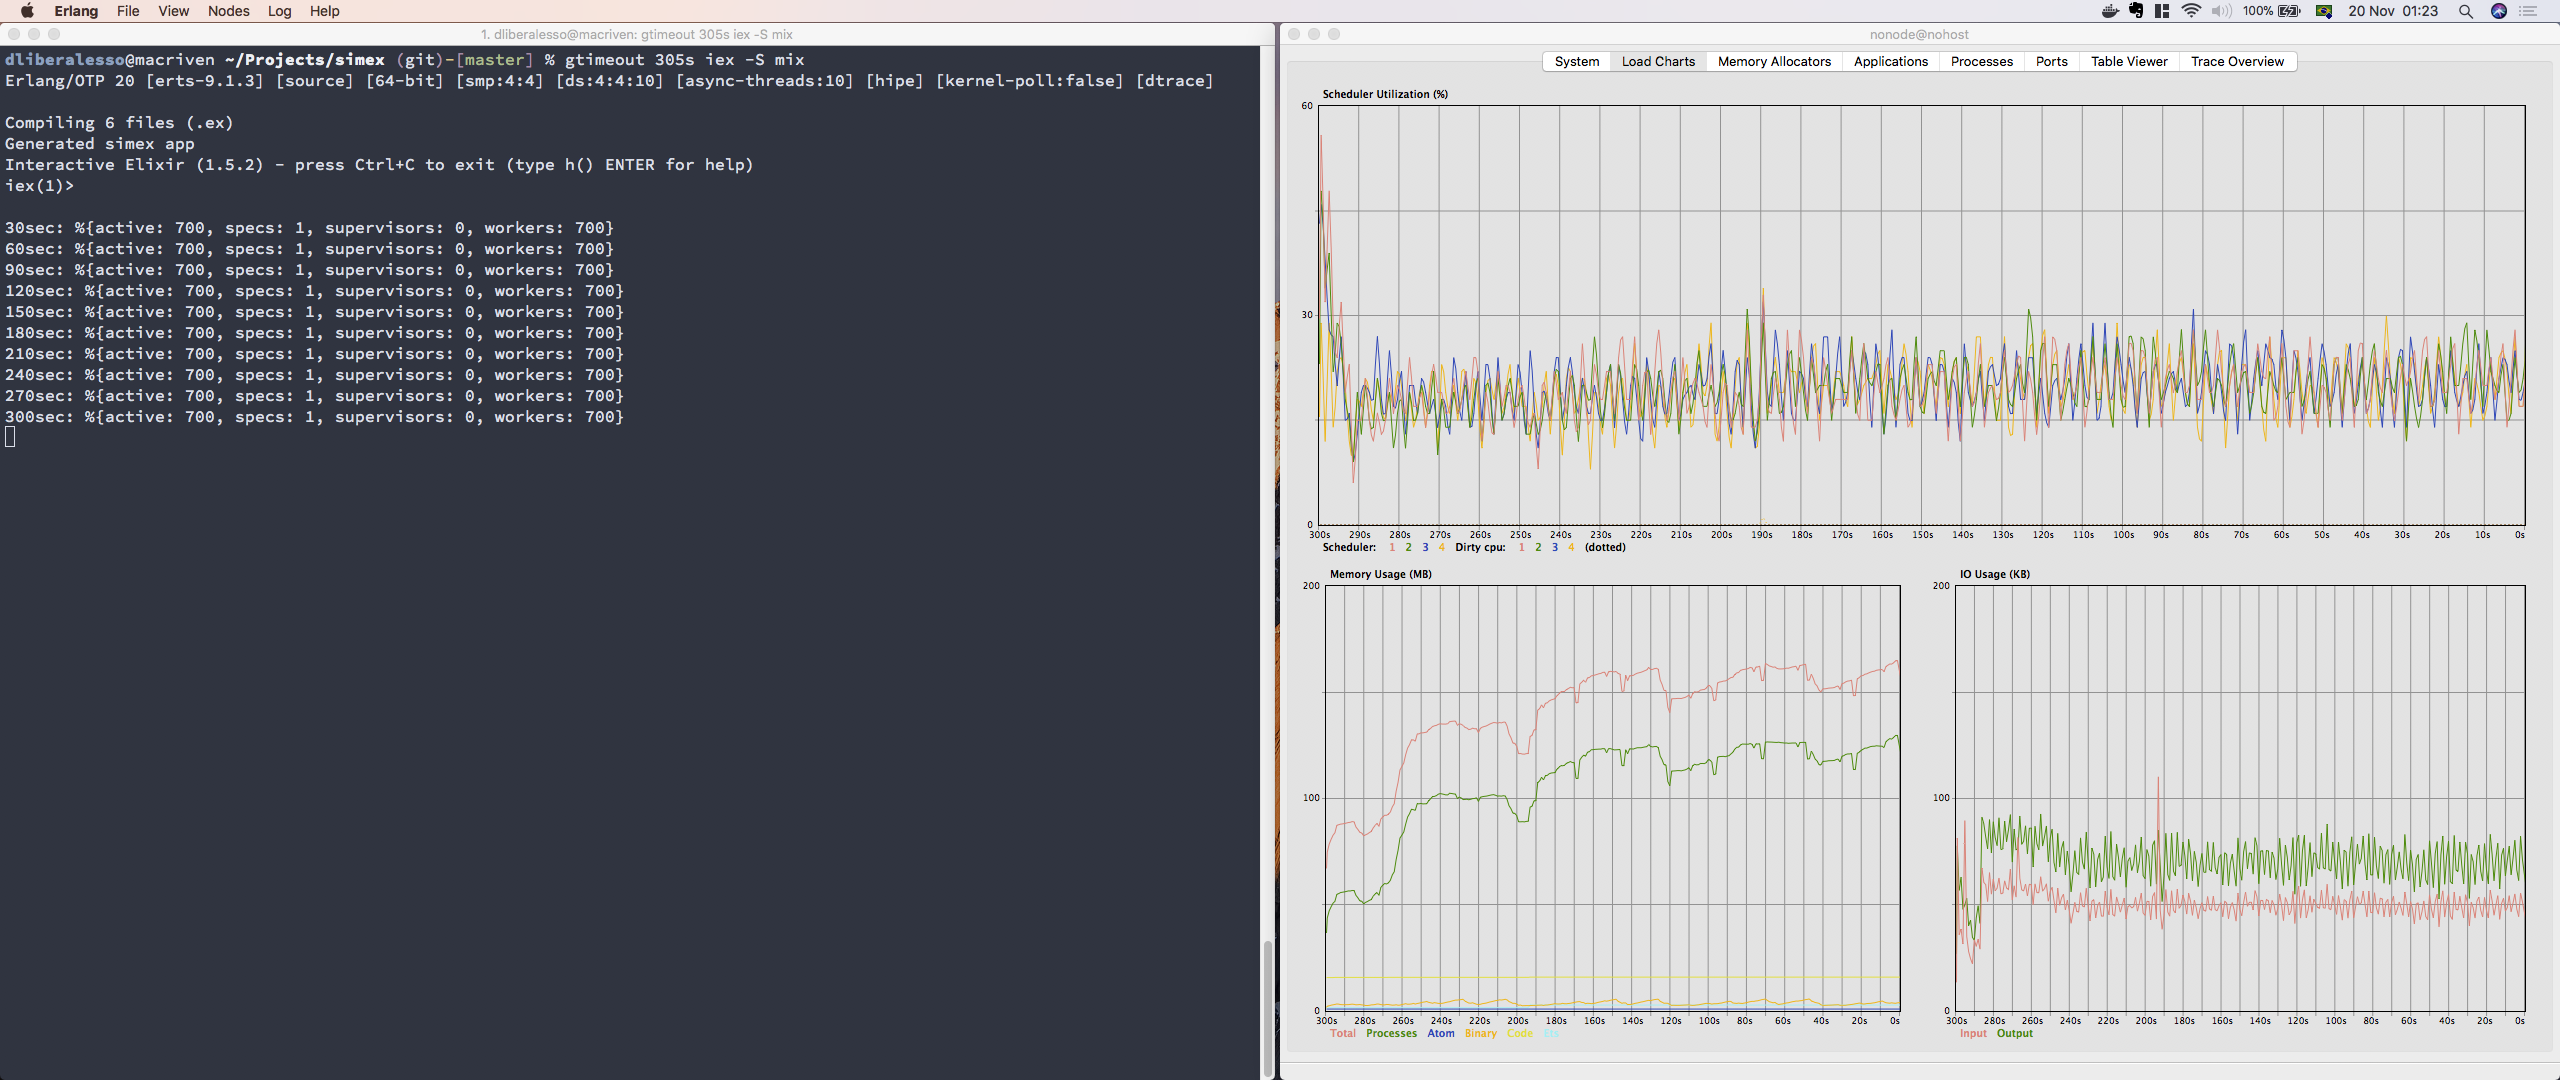 Erlang File View Nodes Log Help
100% 20 Nov 01:23
1. dliberalesso@macriven: gtimeout 305s iex -S mix
dliberalesso@macriven ~/Projects/simex (git)-[master] % gtimeout 305s iex -S mix
Erlang/OTP 20 [erts-9.1.3] [source] [64-bit] [smp:4:4] [ds:4:4:10] [async-threads:10] [hipe] [kernel-poll:false] [dtrace]
Compiling 6 files (.ex)
Generated simex app
Interactive Elixir (1.5.2) - press Ctrl+C to exit (type h() ENTER for help)
iex(1)>
30sec: %{active: 700, specs: 1, supervisors: 0, workers: 700}
60sec: %{active: 700, specs: 1, supervisors: 0, workers: 700}
90sec: %{active: 700, specs: 1, supervisors: 0, workers: 700}
120sec: %{active: 700, specs: 1, supervisors: 0, workers: 700}
150sec: %{active: 700, specs: 1, supervisors: 0, workers: 700}
180sec: %{active: 700, specs: 1, supervisors: 0, workers: 700}
210sec: %{active: 700, specs: 1, supervisors: 0, workers: 700}
240sec: %{active: 700, specs: 1, supervisors: 0, workers: 700}
270sec: %{active: 700, specs: 1, supervisors: 0, workers: 700}
300sec: %{active: 700, specs: 1, supervisors: 0, workers: 700}
nonode@nohost
System Load Charts Memory Allocators Applications Processes Ports Table Viewer Trace Overview
Scheduler Utilization (%)
60
30
0
300s 290s 280s 270s 260s 250s 240s 230s 220s 210s 200s 190s 180s 170s 160s 150s 140s 130s 120s 110s 100s 90s 80s 70s 60s 50s 40s 30s 20s 10s 0s
Scheduler: 1 2 3 4 Dirty cpu: 1 2 3 4 (dotted)
Memory Usage (MB)
200
100
0
300s 280s 260s 240s 220s 200s 180s 160s 140s 120s 100s 80s 60s 40s 20s 0s
Total Processes Atom Binary Code Ets
IO Usage (KB)
200
100
0
300s 280s 260s 240s 220s 200s 180s 160s 140s 120s 100s 80s 60s 40s 20s 0s
Input Output